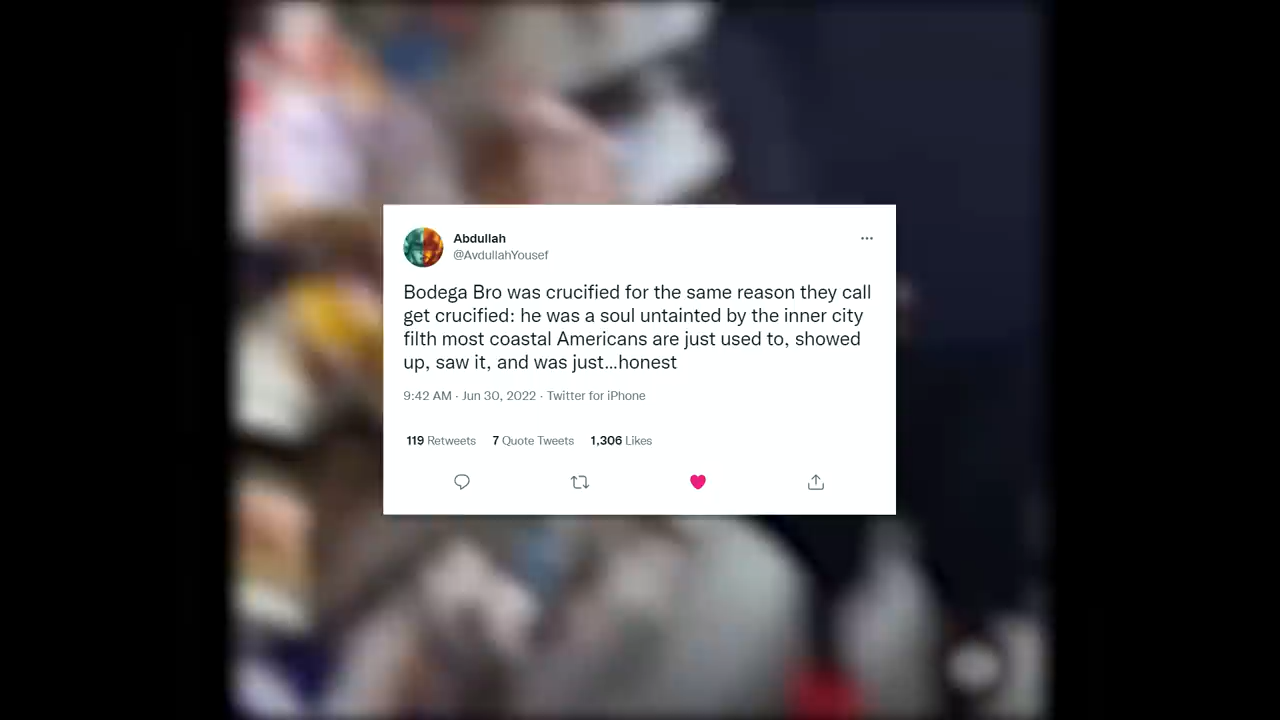 Abdullah
@AvdullahYousef
Bodega Bro was crucified for the same reason they call
get crucified: he was a soul untainted by the inner city
filth most coastal Americans are just used to, showed
up, saw it, and was just...honest
9:42 AM · Jun 30, 2022 · Twitter for iPhone
119 Retweets 7 Quote Tweets 1,306 Likes